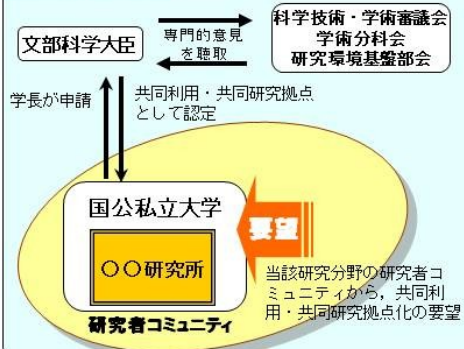 文部科学大臣
専門的意見
を聴取
科学技術・学術審議会
学術分科会
研究環境基盤部会
学長が申請
共同利用・共同研究拠点
として認定
国公私立大学
〇〇研究所
要望
当該研究分野の研究者コ
ミュニティから，共同利
用・共同研究拠点化の要望
研究者コミュニティ